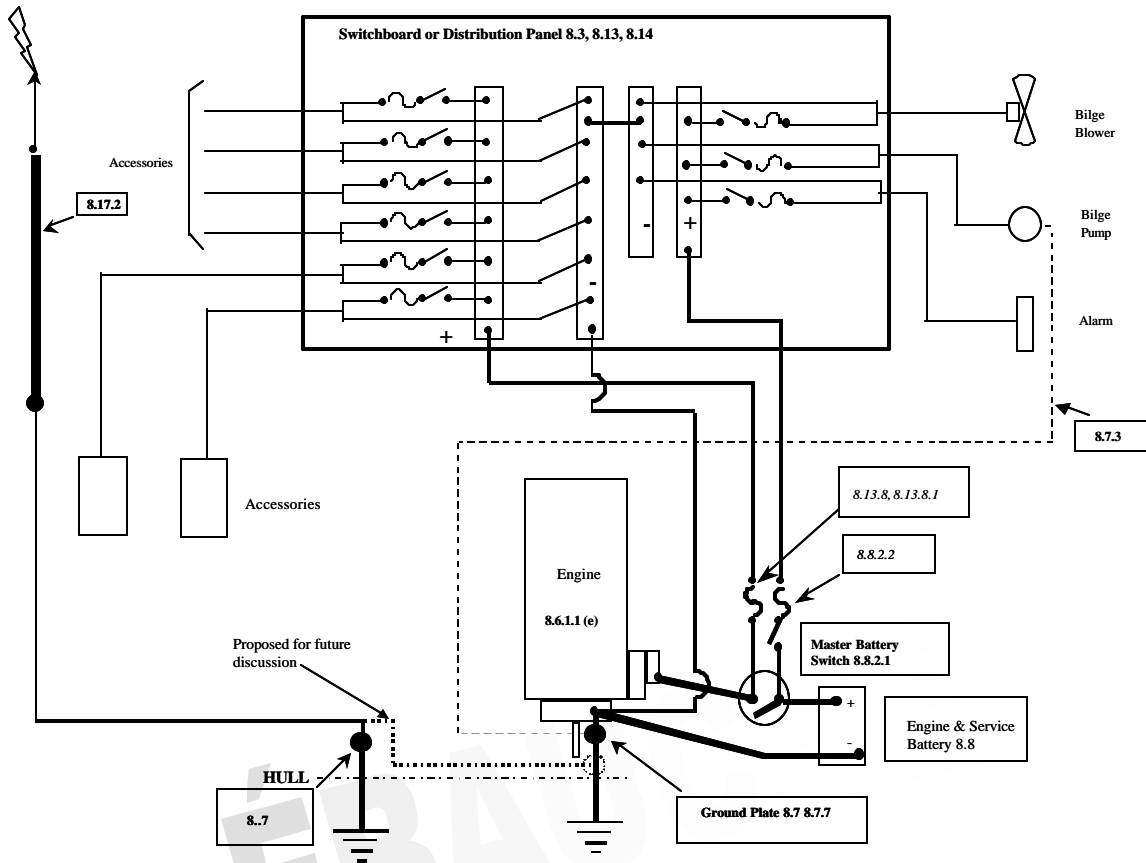 Switchboard or Distribution Panel 8.3, 8.13, 8.14
Accessories
8.17.2
Bilge
Blower
Bilge
Pump
Alarm
-
+
-
+
8.7.3
Accessories
8.13.8, 8.13.8.1
8.8.2.2
Engine
8.6.1.1 (e)
Master Battery
Switch 8.8.2.1
+
-
Engine & Service
Battery 8.8
Proposed for future
discussion
HULL
8..7
Ground Plate 8.7 8.7.7
ÉRAU